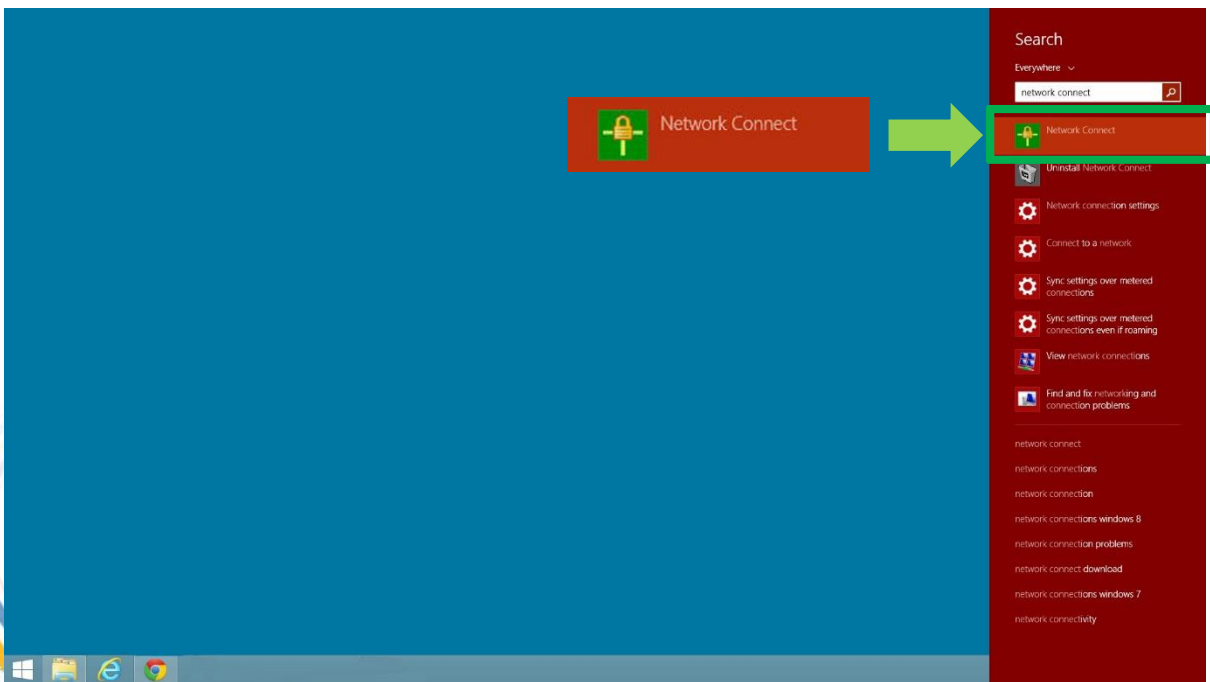 Network Connect
Search
Everywhere
network connect
Network Connect
Uninstall Network Connect
Network connection settings
Connect to a network
Sync settings over metered
connections
Sync settings over metered
connections even if roaming
View network connections
Find and fix networking and
connection problems
network connect
network connections
network connection
network connections windows 8
network connection problems
network connect download
network connections windows 7
network connectivity